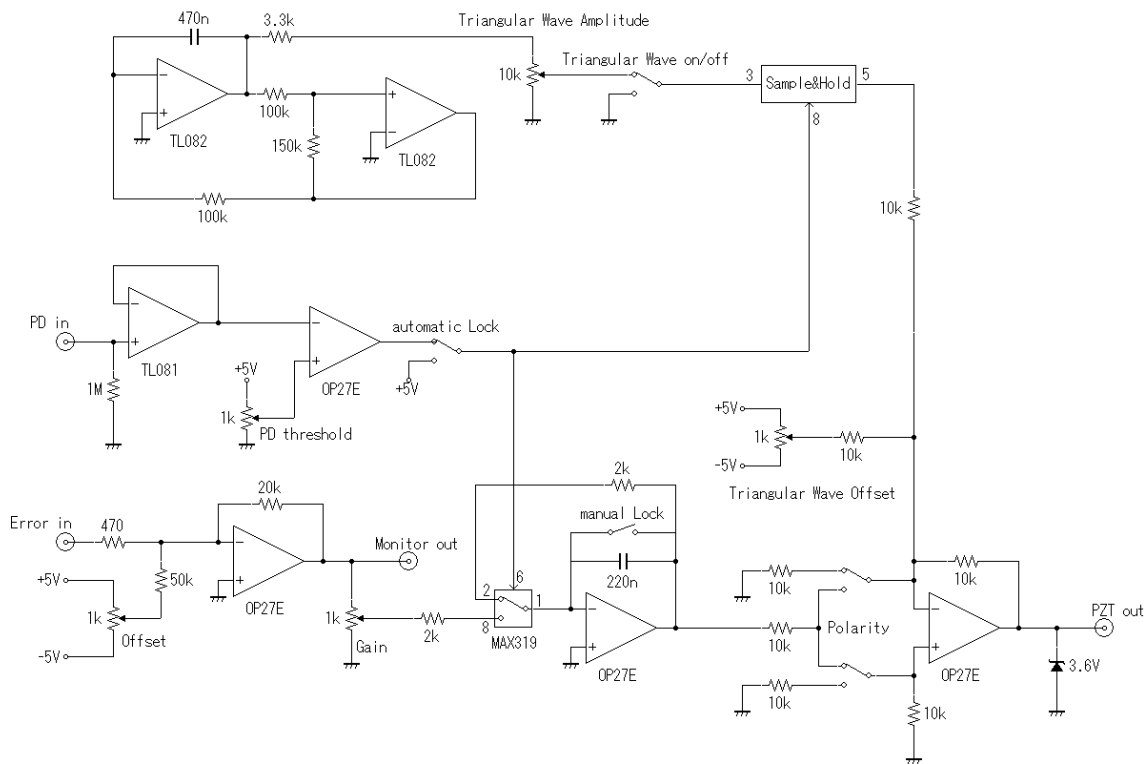 470n
3.3k
Triangular Wave Amplitude
10k
Triangular Wave on/off
3
Sample&Hold
5
8
−
+
TL082
100k
150k
+
−
TL082
100k
10k
PD in
−
+
TL081
1M
+5V
1k
PD threshold
−
+
OP27E
automatic Lock
+5V
+5V
1k
−5V
10k
Triangular Wave Offset
Error in
470
20k
50k
+5V
1k
−5V
Offset
−
+
OP27E
Monitor out
1k
Gain
2k
2k
manual Lock
220n
6
2
1
8
MAX319
−
+
OP27E
10k
10k
10k
Polarity
10k
−
+
OP27E
10k
PZT out
3.6V